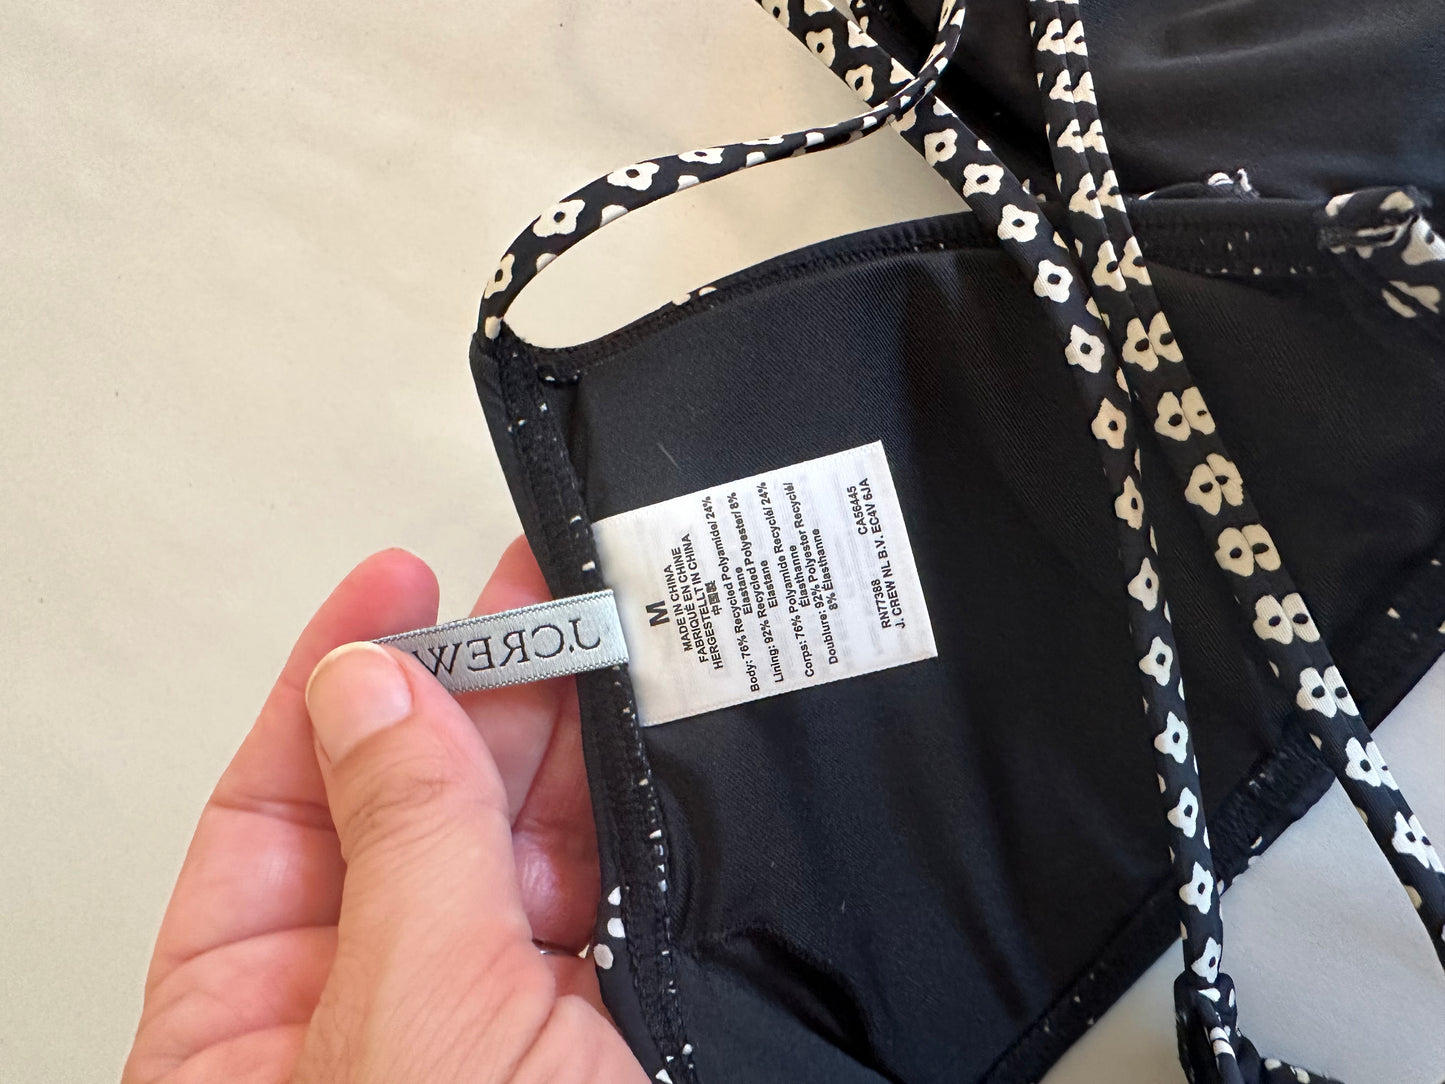 J.CREW
M
MADE IN CHINA
FABRIQUÉ EN CHINE
HERGESTELLT IN CHINA
中国製
Body: 76% Recycled Polyamide/ 24%
Elastane
Lining: 92% Recycled Polyester/ 8%
Elastane
Corps: 76% Polyamide Recyclé/ 24%
Élasthanne
Doublure: 92% Polyester Recyclé/
8% Élasthanne
CA56445
RN77388
J. CREW NL B.V. EC4V 6JA